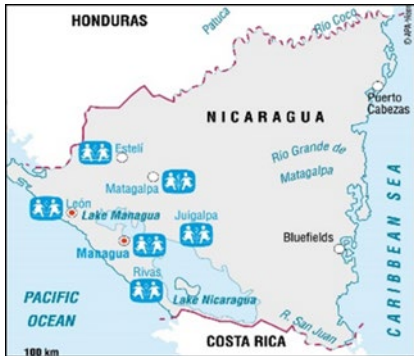 HONDURAS
Patuca
Río Coco
Puerto
Cabezas
NICARAGUA
Estelí
Río Grande de
Matagalpa
Matagalpa
León
Lake Managua
Juigalpa
Managua
Bluefields
Rivas
Lake Nicaragua
PACIFIC
OCEAN
CARIBBEAN SEA
R. San Juan
COSTA RICA
100 km